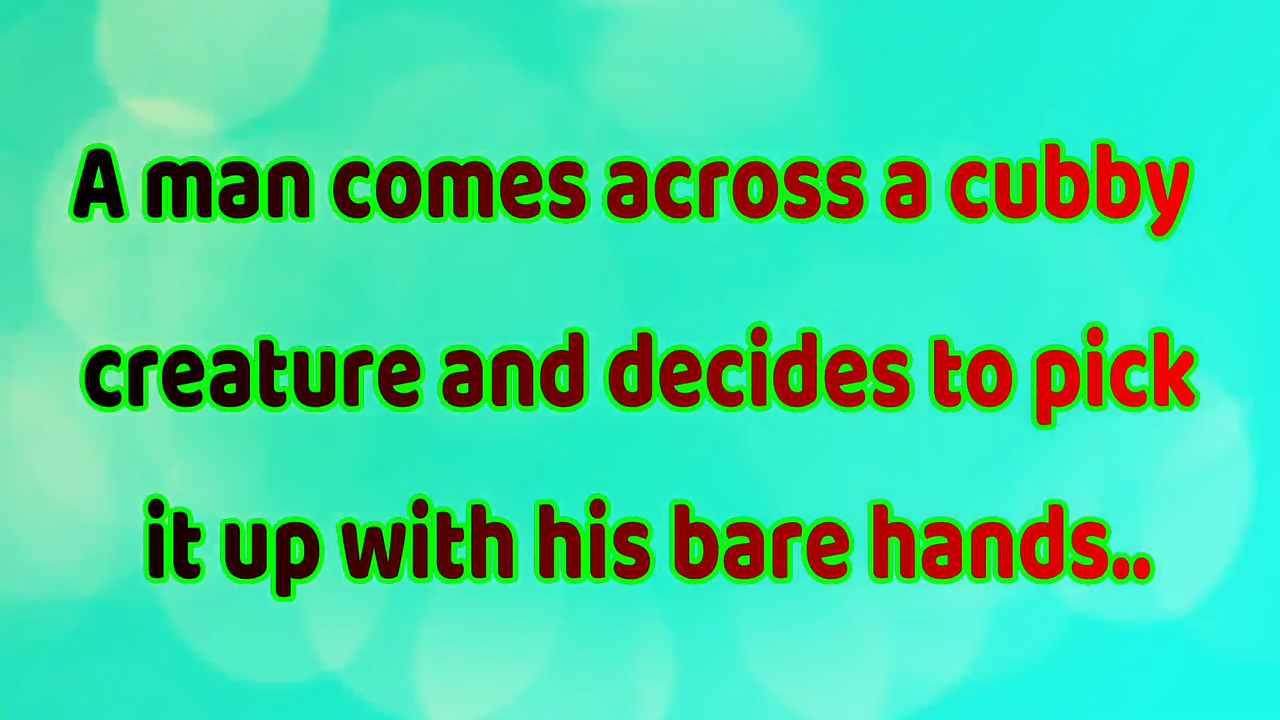 A man comes across a cubby
creature and decides to pick
it up with his bare hands..